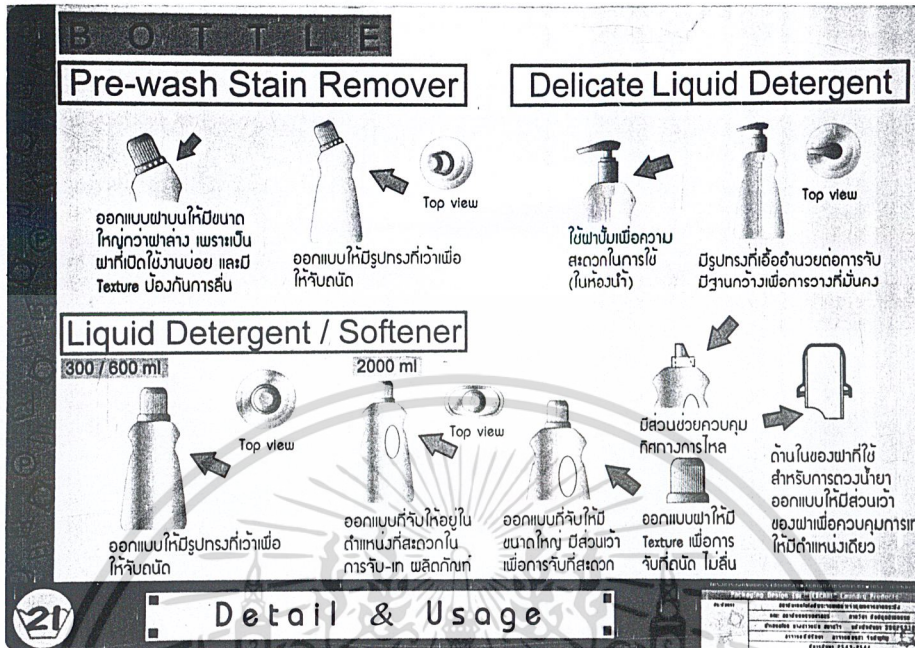 BOTTLE
Pre-wash Stain Remover
Top view
ออกแบบฝาบนให้มีขนาด
ใหญ่กว่าฝาล่าง เพราะเป็น
ฝาที่เปิดใช้งานบ่อย และมี
Texture ป้องกันการลื่น
ออกแบบให้มีรูปทรงที่เว้าเพื่อ
ให้จับถนัด
Delicate Liquid Detergent
Top view
ใช้ฝาปั้มเพื่อความ
สะดวกในการใช้
(ในห้องน้ำ)
มีรูปทรงที่เอื้ออำนวยต่อการจับ
มีฐานกว้างเพื่อการวางที่มั่นคง
Liquid Detergent / Softener
300 / 600 ml
Top view
ออกแบบให้มีรูปทรงที่เว้าเพื่อ
ให้จับถนัด
2000 ml
Top view
ออกแบบที่จับให้อยู่ใน
ตำแหน่งที่สะดวกใน
การจับ-เท ผลิตภัณฑ์
ออกแบบที่จับให้มี
ขนาดใหญ่ มีส่วนเว้า
เพื่อการจับที่สะดวก
มีส่วนช่วยควบคุม
ทิศทางการไหล
ออกแบบฝาให้มี
Texture เพื่อการ
จับที่ถนัด ไม่ลื่น
ด้านในของฝาที่ใช้
สำหรับการตวงน้ำยา
ออกแบบให้มีส่วนเว้า
ของฝาเพื่อควบคุมการเท
ให้มีตำแหน่งเดียว
21
Detail & Usage